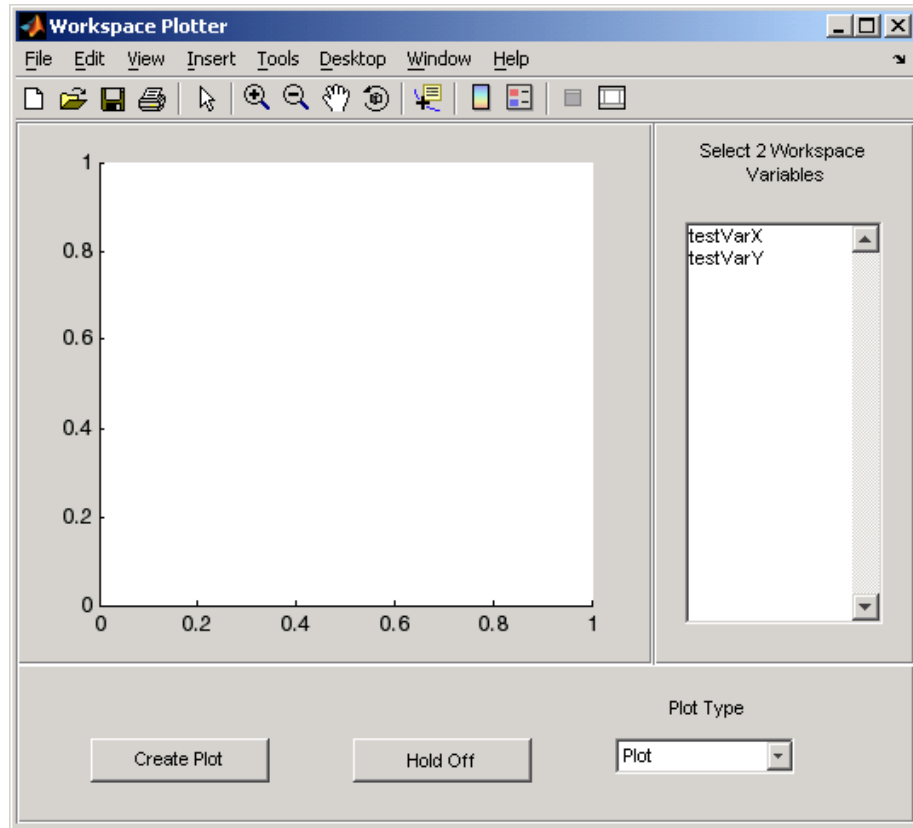 Workspace Plotter
File Edit View Insert Tools Desktop Window Help
Select 2 Workspace
Variables
1
0.8
0.6
0.4
0.2
0
0 0.2 0.4 0.6 0.8 1
testVarX
testVarY
Plot Type
Create Plot
Hold Off
Plot